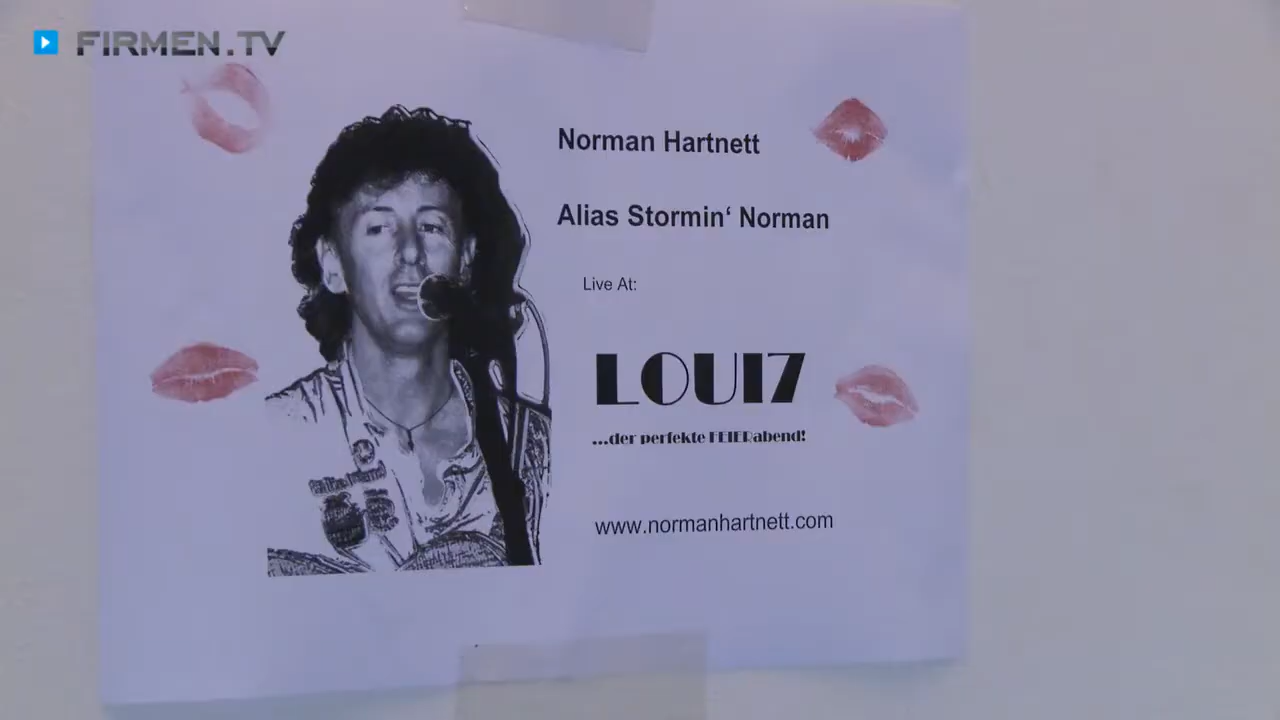 FIRMEN.TV
Norman Hartnett
Alias Stormin‘ Norman
Live At:
LOUI7
...der perfekte FEIERabend!
www.normanhartnett.com